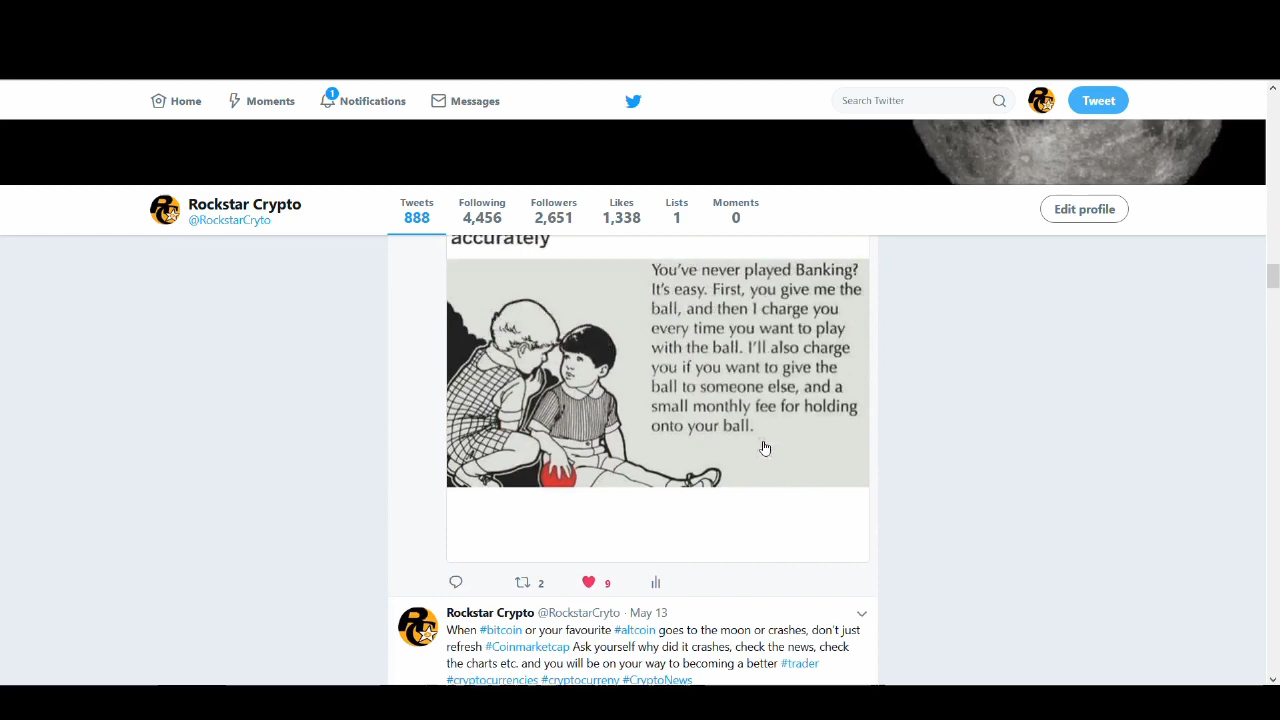 Home Moments 1 Notifications Messages Search Twitter Tweet
Rockstar Crypto
@RockstarCryto
Tweets Following Followers Likes Lists Moments
888 4,456 2,651 1,338 1 0
Edit profile
accurately
You've never played Banking?
It's easy. First, you give me the
ball, and then I charge you
every time you want to play
with the ball. I'll also charge
you if you want to give the
ball to someone else, and a
small monthly fee for holding
onto your ball.
2 9
Rockstar Crypto @RockstarCryto · May 13
When #bitcoin or your favourite #altcoin goes to the moon or crashes, don't just
refresh #Coinmarketcap Ask yourself why did it crashes, check the news, check
the charts etc. and you will be on your way to becoming a better #trader
#cryptocurrencies #cryptocurreny #CryptoNews